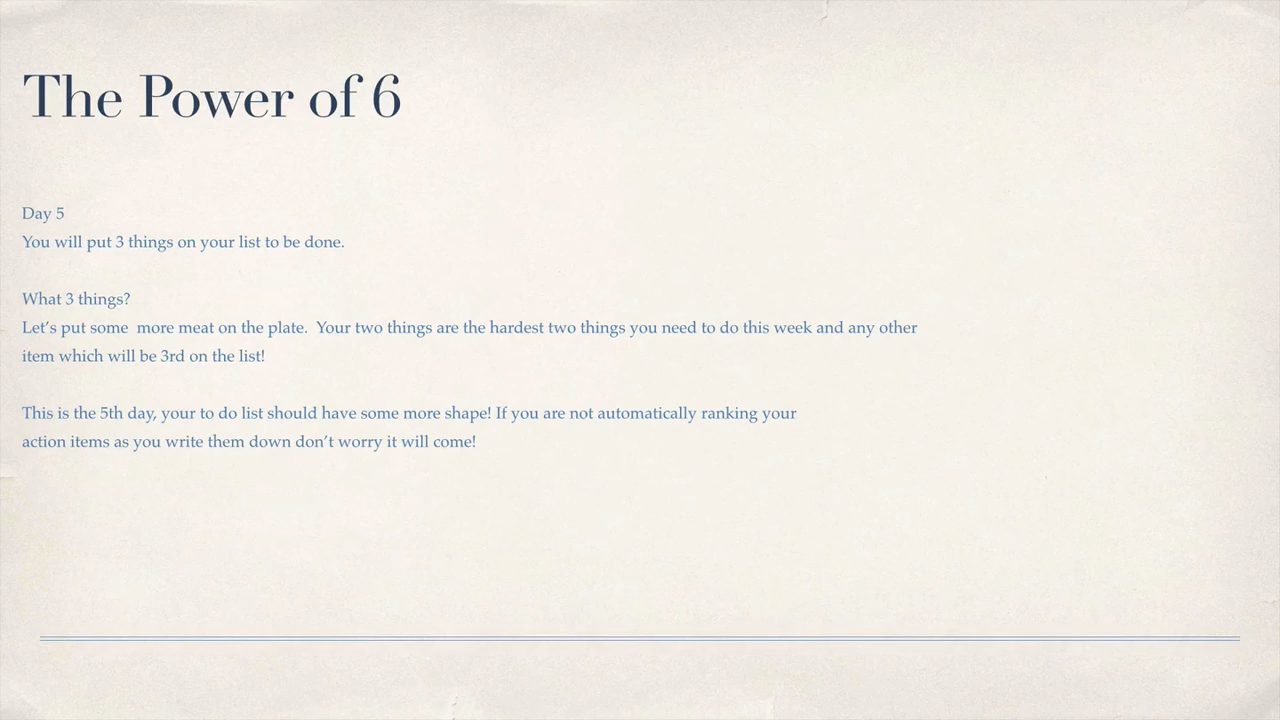 The Power of 6
Day 5
You will put 3 things on your list to be done.
What 3 things?
Let’s put some  more meat on the plate.  Your two things are the hardest two things you need to do this week and any other
item which will be 3rd on the list!
This is the 5th day, your to do list should have some more shape! If you are not automatically ranking your
action items as you write them down don’t worry it will come!